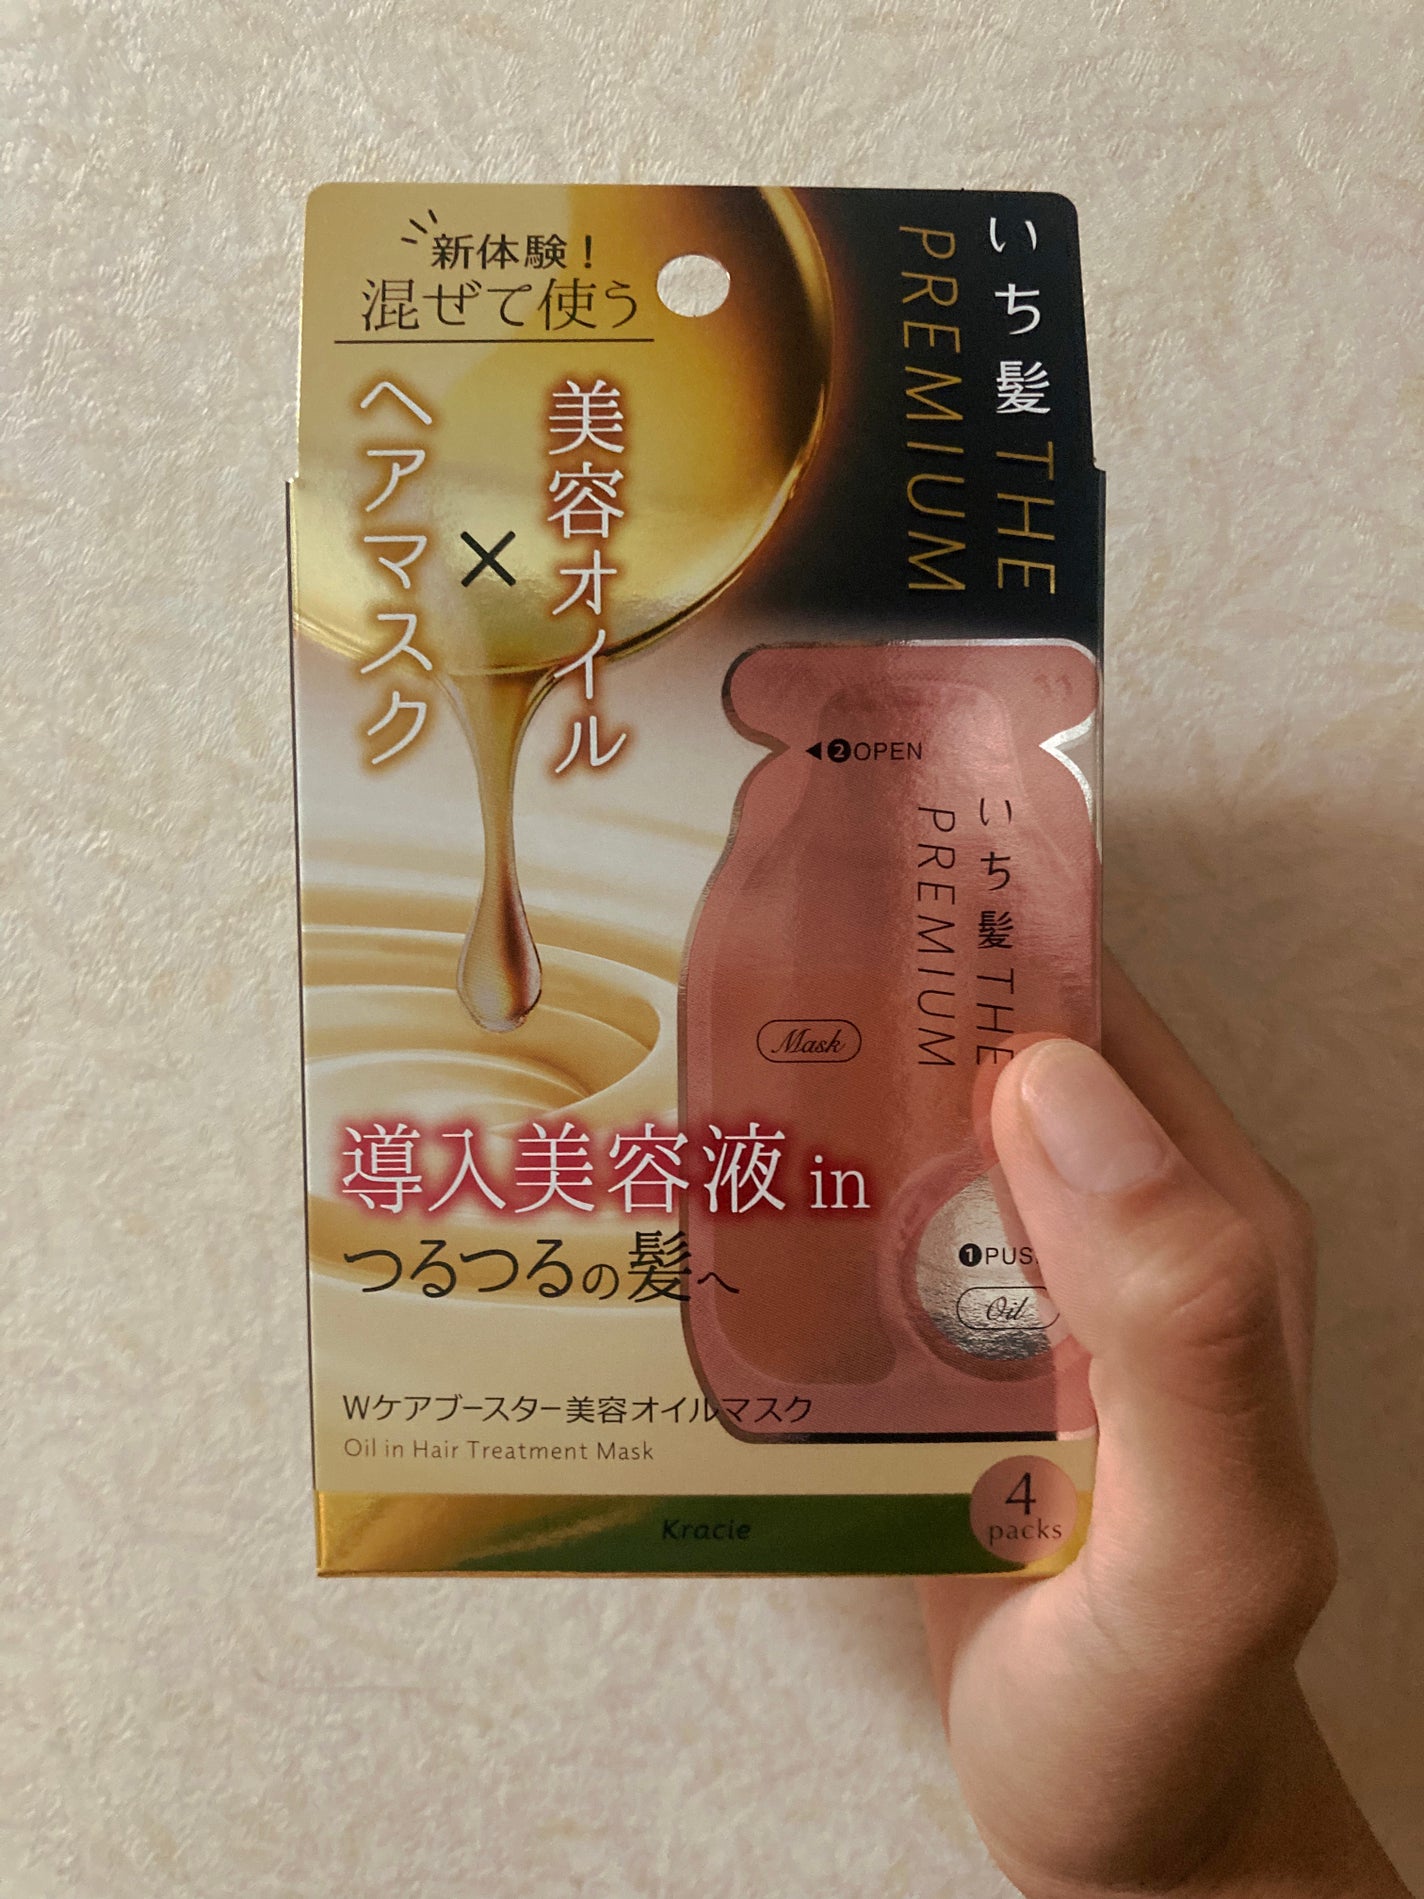 新体験！
混ぜて使う
美容オイル
×
ヘアマスク
いち髪 THE
PREMIUM
◀❷OPEN
いち髪 THE
PREMIUM
Mask
導入美容液 in
つるつるの髪へ
❶PUS
Oil
Wケアブースター美容オイルマスク
Oil in Hair Treatment Mask
4
packs
Kracie